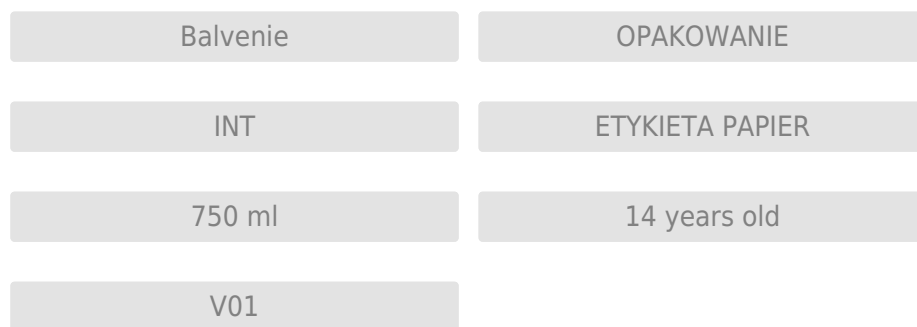 Balvenie
OPAKOWANIE
INT
ETYKIETA PAPIER
750 ml
14 years old
V01